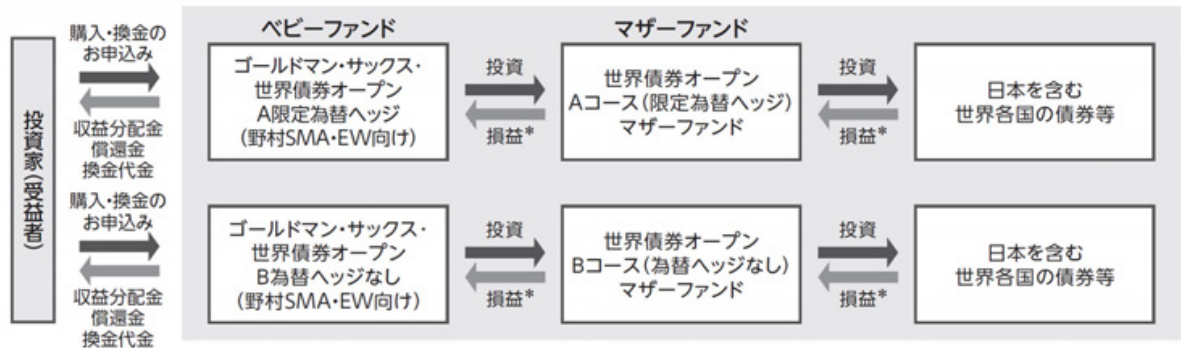 ベビーファンド
マザーファンド
投資家(受益者)
購入・換金の
お申込み
収益分配金
償還金
換金代金
ゴールドマン・サックス・
世界債券オープン
A限定為替ヘッジ
(野村SMA・EW向け)
投資
損益*
世界債券オープン
Aコース(限定為替ヘッジ)
マザーファンド
投資
損益*
日本を含む
世界各国の債券等
購入・換金の
お申込み
収益分配金
償還金
換金代金
ゴールドマン・サックス・
世界債券オープン
B為替ヘッジなし
(野村SMA・EW向け)
投資
損益*
世界債券オープン
Bコース(為替ヘッジなし)
マザーファンド
投資
損益*
日本を含む
世界各国の債券等